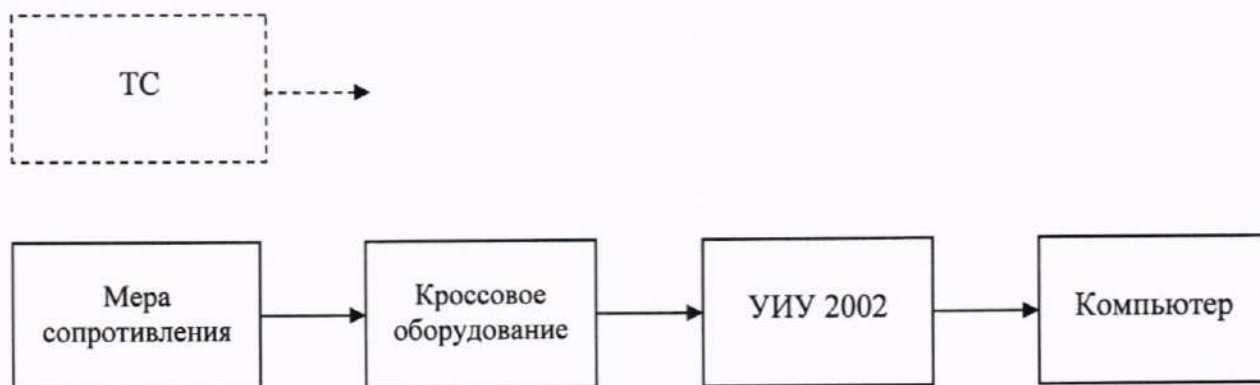 ТС
Мера
сопротивления
Кроссовое
оборудование
УИУ 2002
Компьютер